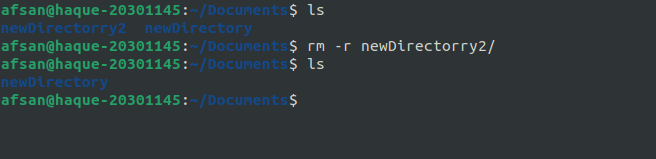 afsan@haque-20301145:~/Documents$ ls
newDirectorry2  newDirectory
afsan@haque-20301145:~/Documents$ rm -r newDirectorry2/
afsan@haque-20301145:~/Documents$ ls
newDirectory
afsan@haque-20301145:~/Documents$